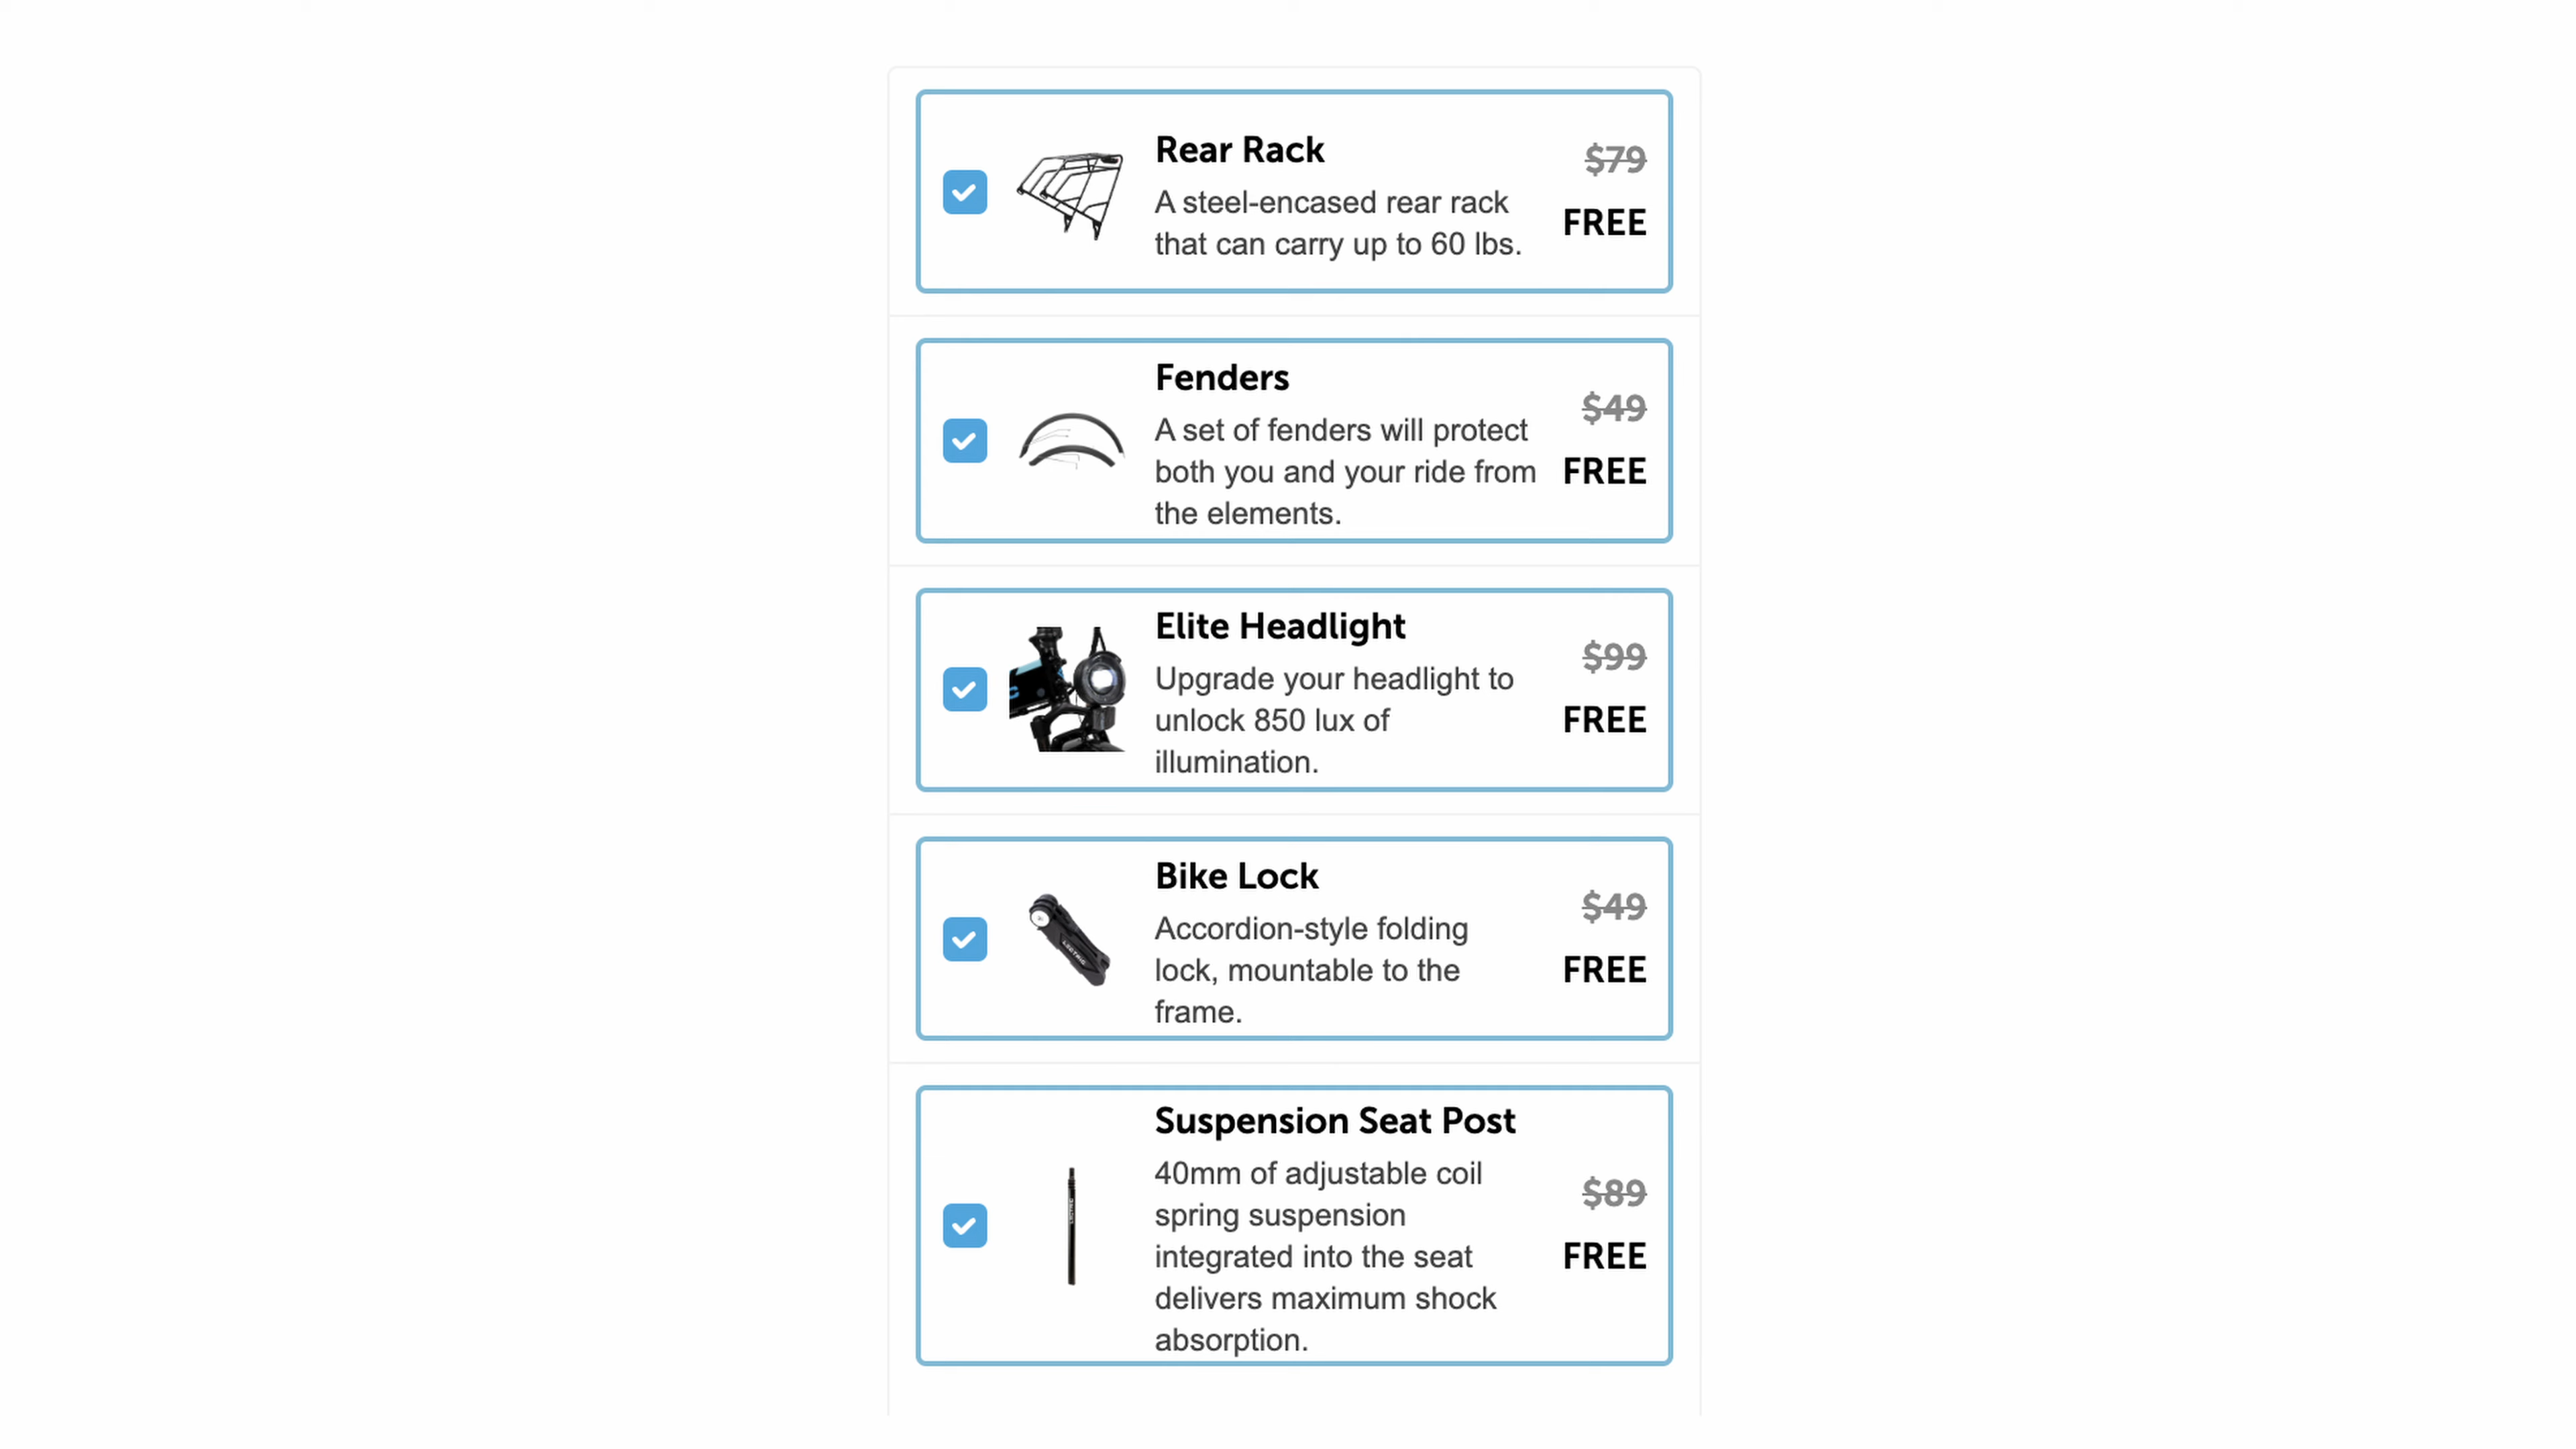 Rear Rack
$79
A steel-encased rear rack
that can carry up to 60 lbs.
FREE
Fenders
$49
A set of fenders will protect
both you and your ride from
the elements.
FREE
Elite Headlight
$99
Upgrade your headlight to
unlock 850 lux of
illumination.
FREE
Bike Lock
$49
Accordion-style folding
lock, mountable to the
frame.
FREE
Suspension Seat Post
$89
40mm of adjustable coil
spring suspension
integrated into the seat
delivers maximum shock
absorption.
FREE